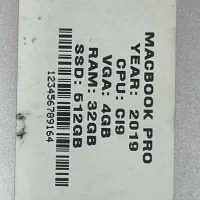 MACBOOK PRO
YEAR: 2019
CPU: CI9
VGA: 4GB
RAM: 32GB
SSD: 512GB
123456789164